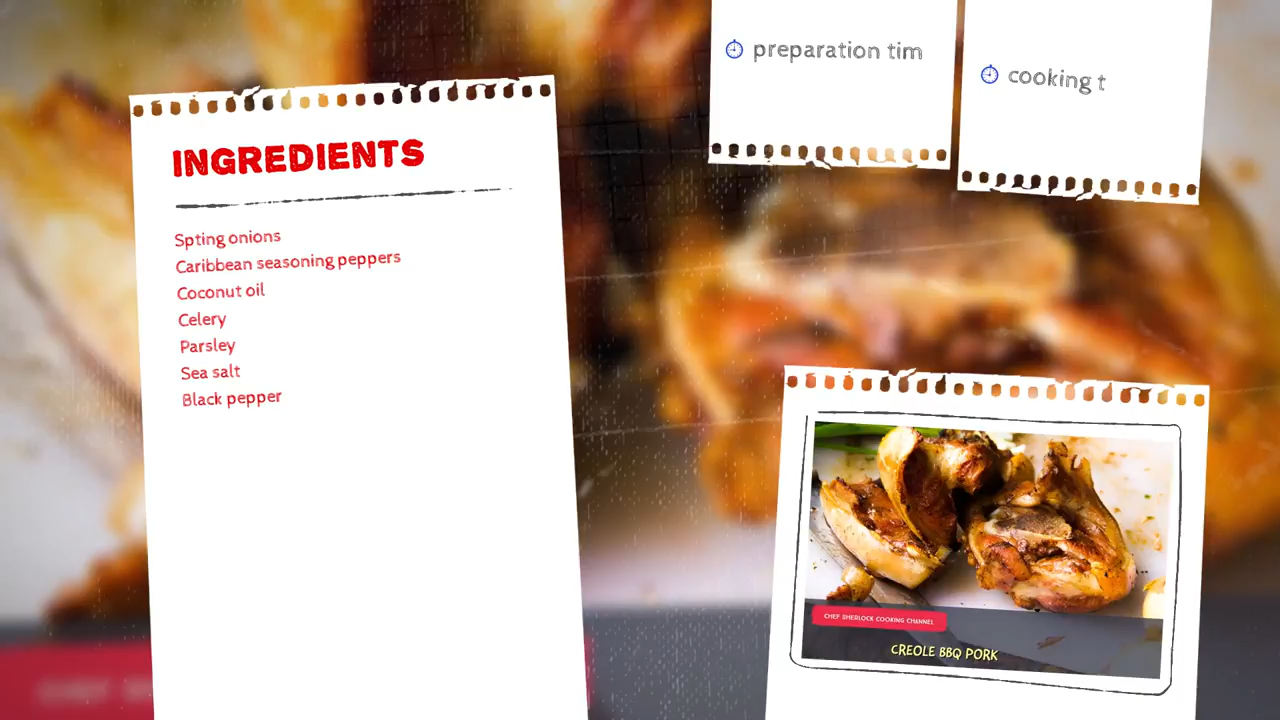 INGREDIENTS
Spting onions
Caribbean seasoning peppers
Coconut oil
Celery
Parsley
Sea salt
Black pepper
preparation tim
cooking t
CHEF SHERLOCK COOKING CHANNEL
CREOLE BBQ PORK